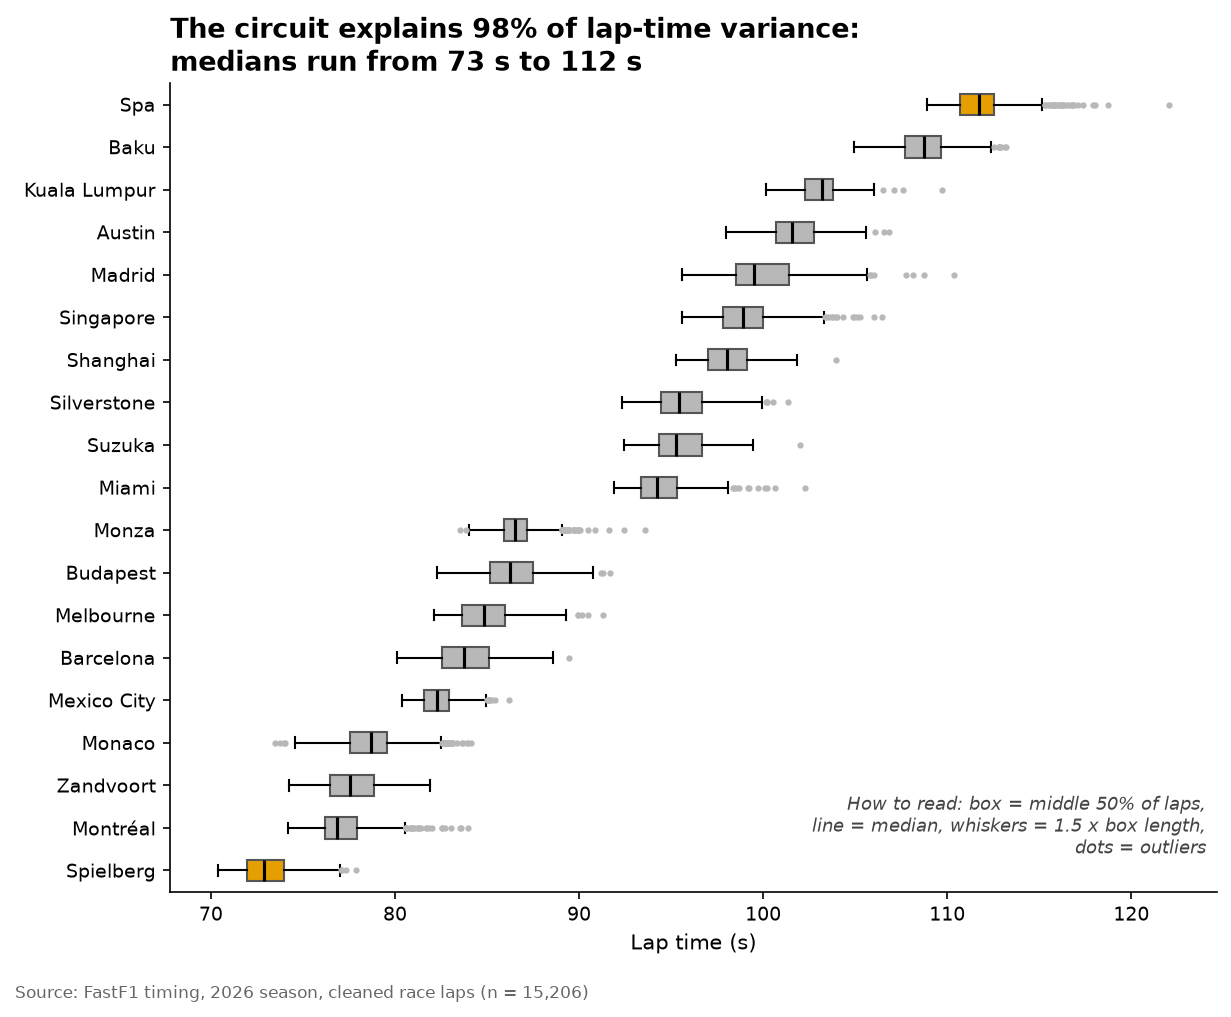 The circuit explains 98% of lap-time variance:
medians run from 73 s to 112 s
Spa
Baku
Kuala Lumpur
Austin
Madrid
Singapore
Shanghai
Silverstone
Suzuka
Miami
Monza
Budapest
Melbourne
Barcelona
Mexico City
Monaco
Zandvoort
Montréal
Spielberg
How to read: box = middle 50% of laps,
line = median, whiskers = 1.5 x box length,
dots = outliers
70 80 90 100 110 120
Lap time (s)
Source: FastF1 timing, 2026 season, cleaned race laps (n = 15,206)